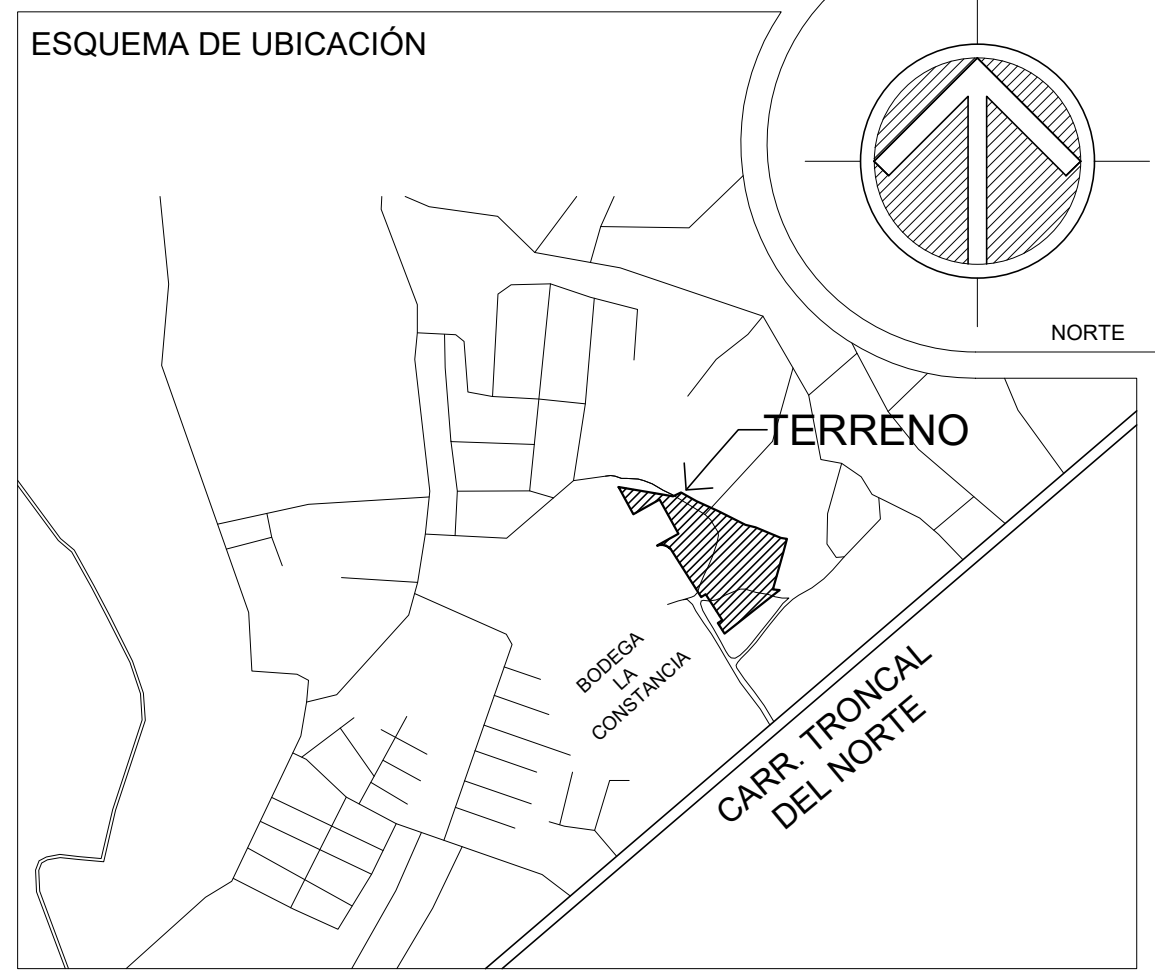 ESQUEMA DE UBICACIÓN
NORTE
TERRENO
BODEGA
LA
CONSTANCIA
CARR. TRONCAL
DEL NORTE